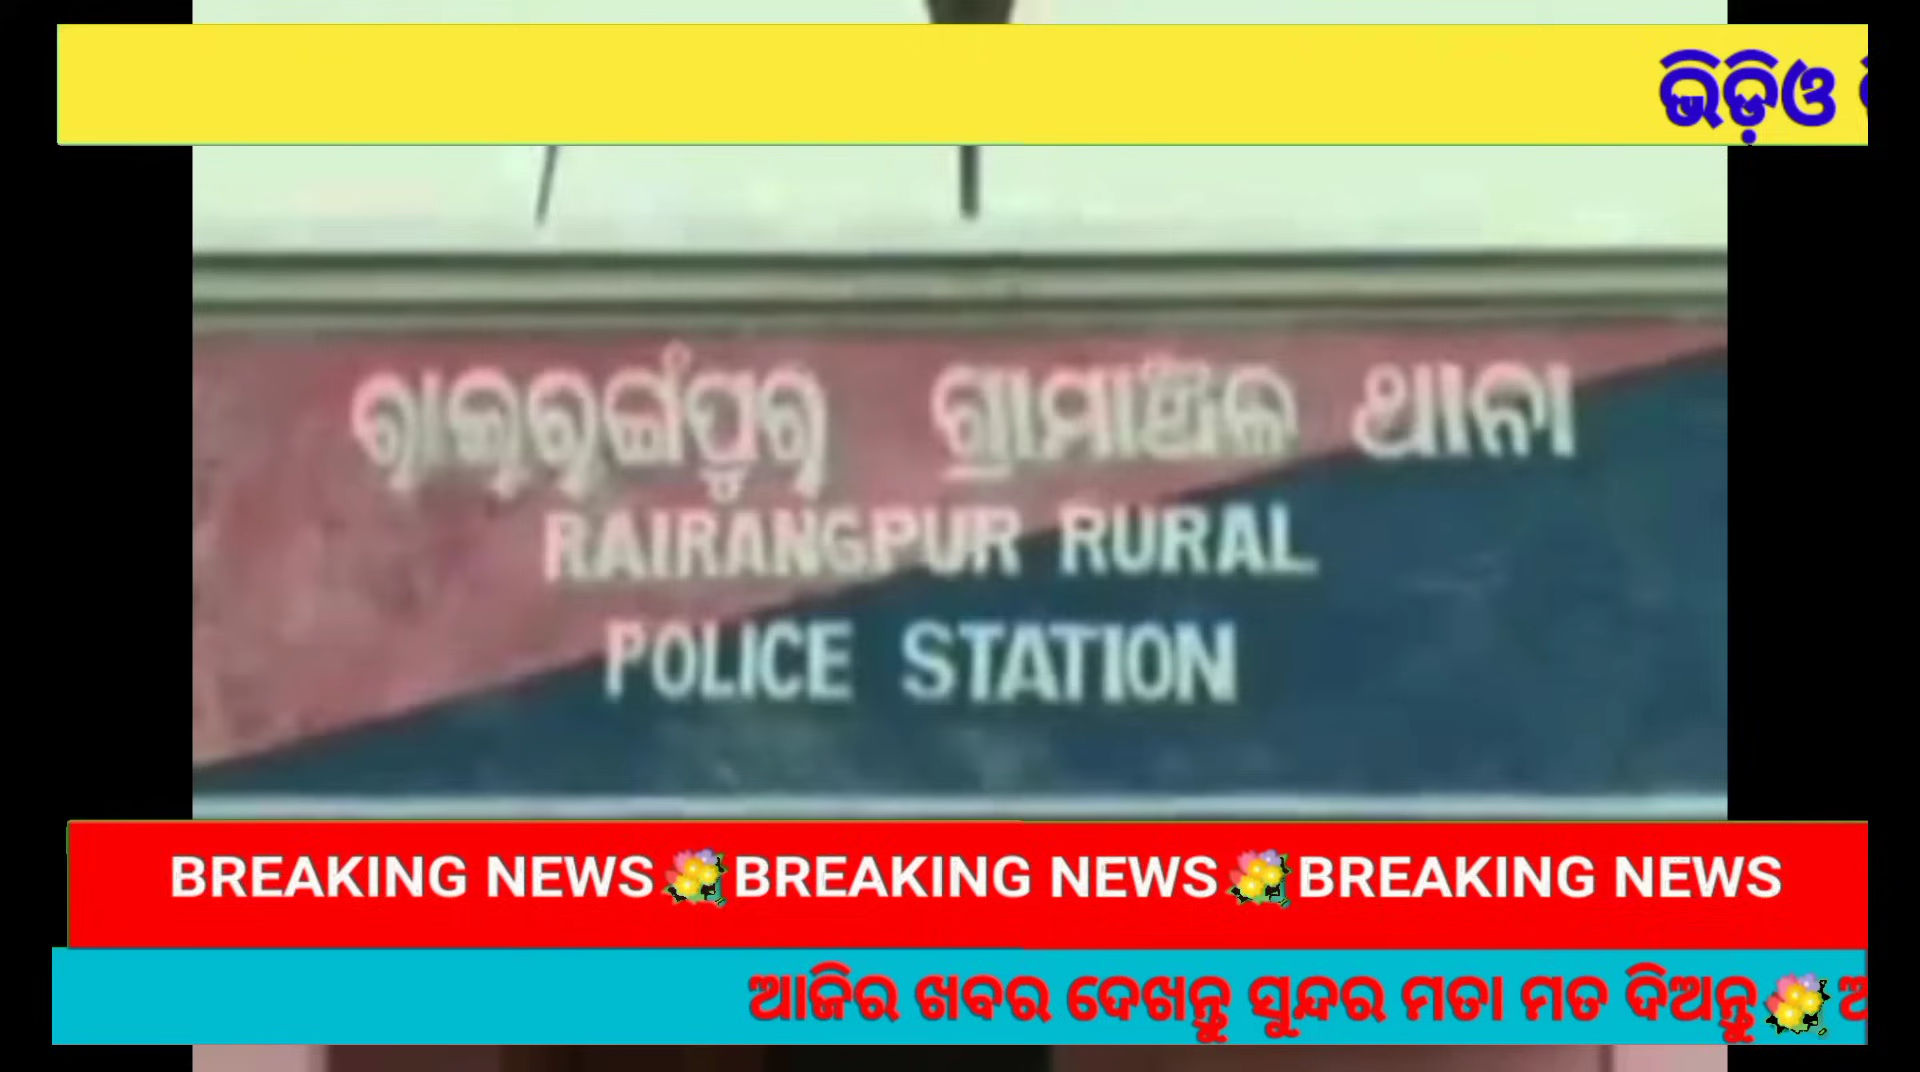 ଭିଡ଼ିଓ
ରାଇରଙ୍ଗପୁର ଗ୍ରାମାଞ୍ଚଳ ଥାନା
RAIRANGPUR RURAL
POLICE STATION
BREAKING NEWS💐BREAKING NEWS💐BREAKING NEWS
ଆଜିର ଖବର ଦେଖନ୍ତୁ ସୁନ୍ଦର ମତା ମତ ଦିଅନ୍ତୁ💐